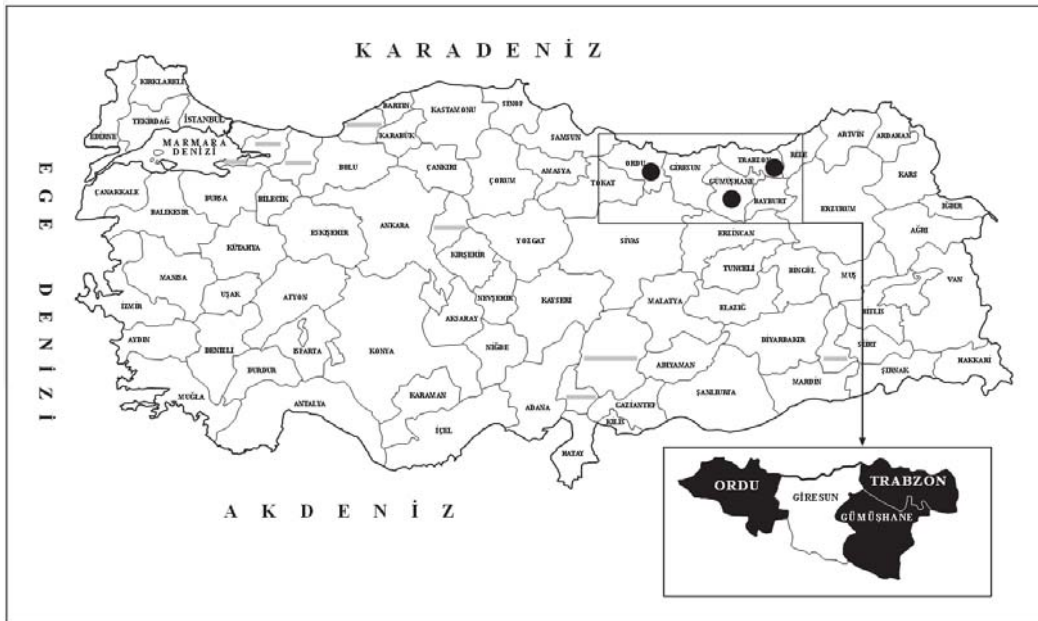 KARADENİZ
KIRKLARELİ
EDİRNE
TEKİRDAĞ
İSTANBUL
MARMARA
DENİZİ
BARTIN
KASTAMONU
SİNOP
KARABÜK
SAMSUN
ARTVİN
ARDAHAN
BOLU
ÇANKIRI
ÇORUM
AMASYA
TOKAT
ORDU
GİRESUN
TRABZON
RİZE
GÜMÜŞHANE
BAYBURT
KARS
ERZURUM
IĞDIR
AĞRI
EGE DENİZİ
ÇANAKKALE
BALIKESİR
BURSA
BİLECİK
ESKİŞEHİR
ANKARA
KÜTAHYA
KIRŞEHİR
YOZGAT
SİVAS
ERZİNCAN
TUNCELİ
BİNGÖL
MUŞ
VAN
MANİSA
UŞAK
AFYON
NEVŞEHİR
KAYSERİ
MALATYA
ELAZIĞ
BİTLİS
İZMİR
AKSARAY
AYDIN
DENİZLİ
ISPARTA
KONYA
NİĞDE
DİYARBAKIR
SİİRT
HAKKARİ
ŞIRNAK
BURDUR
ADIYAMAN
MARDİN
MUĞLA
ANTALYA
KARAMAN
İÇEL
ADANA
GAZİANTEP
ŞANLIURFA
KİLİS
HATAY
AKDENİZ
ORDU
GİRESUN
TRABZON
GÜMÜŞHANE